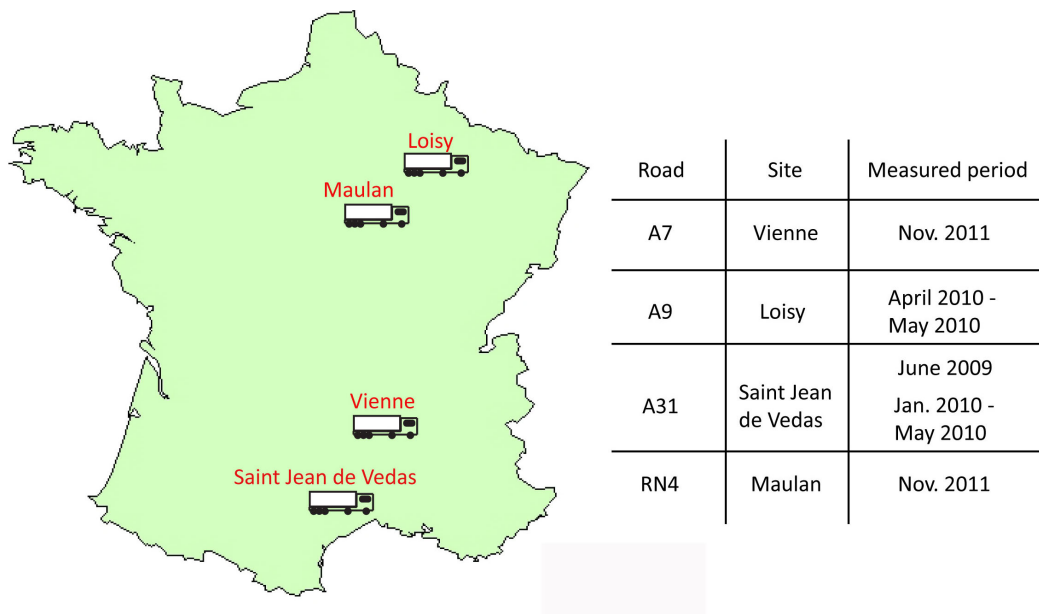 Loisy
Maulan
Vienne
Saint Jean de Vedas
Road Site Measured period
A7 Vienne Nov. 2011
A9 Loisy April 2010 -
May 2010
A31 Saint Jean
de Vedas June 2009
Jan. 2010 -
May 2010
RN4 Maulan Nov. 2011